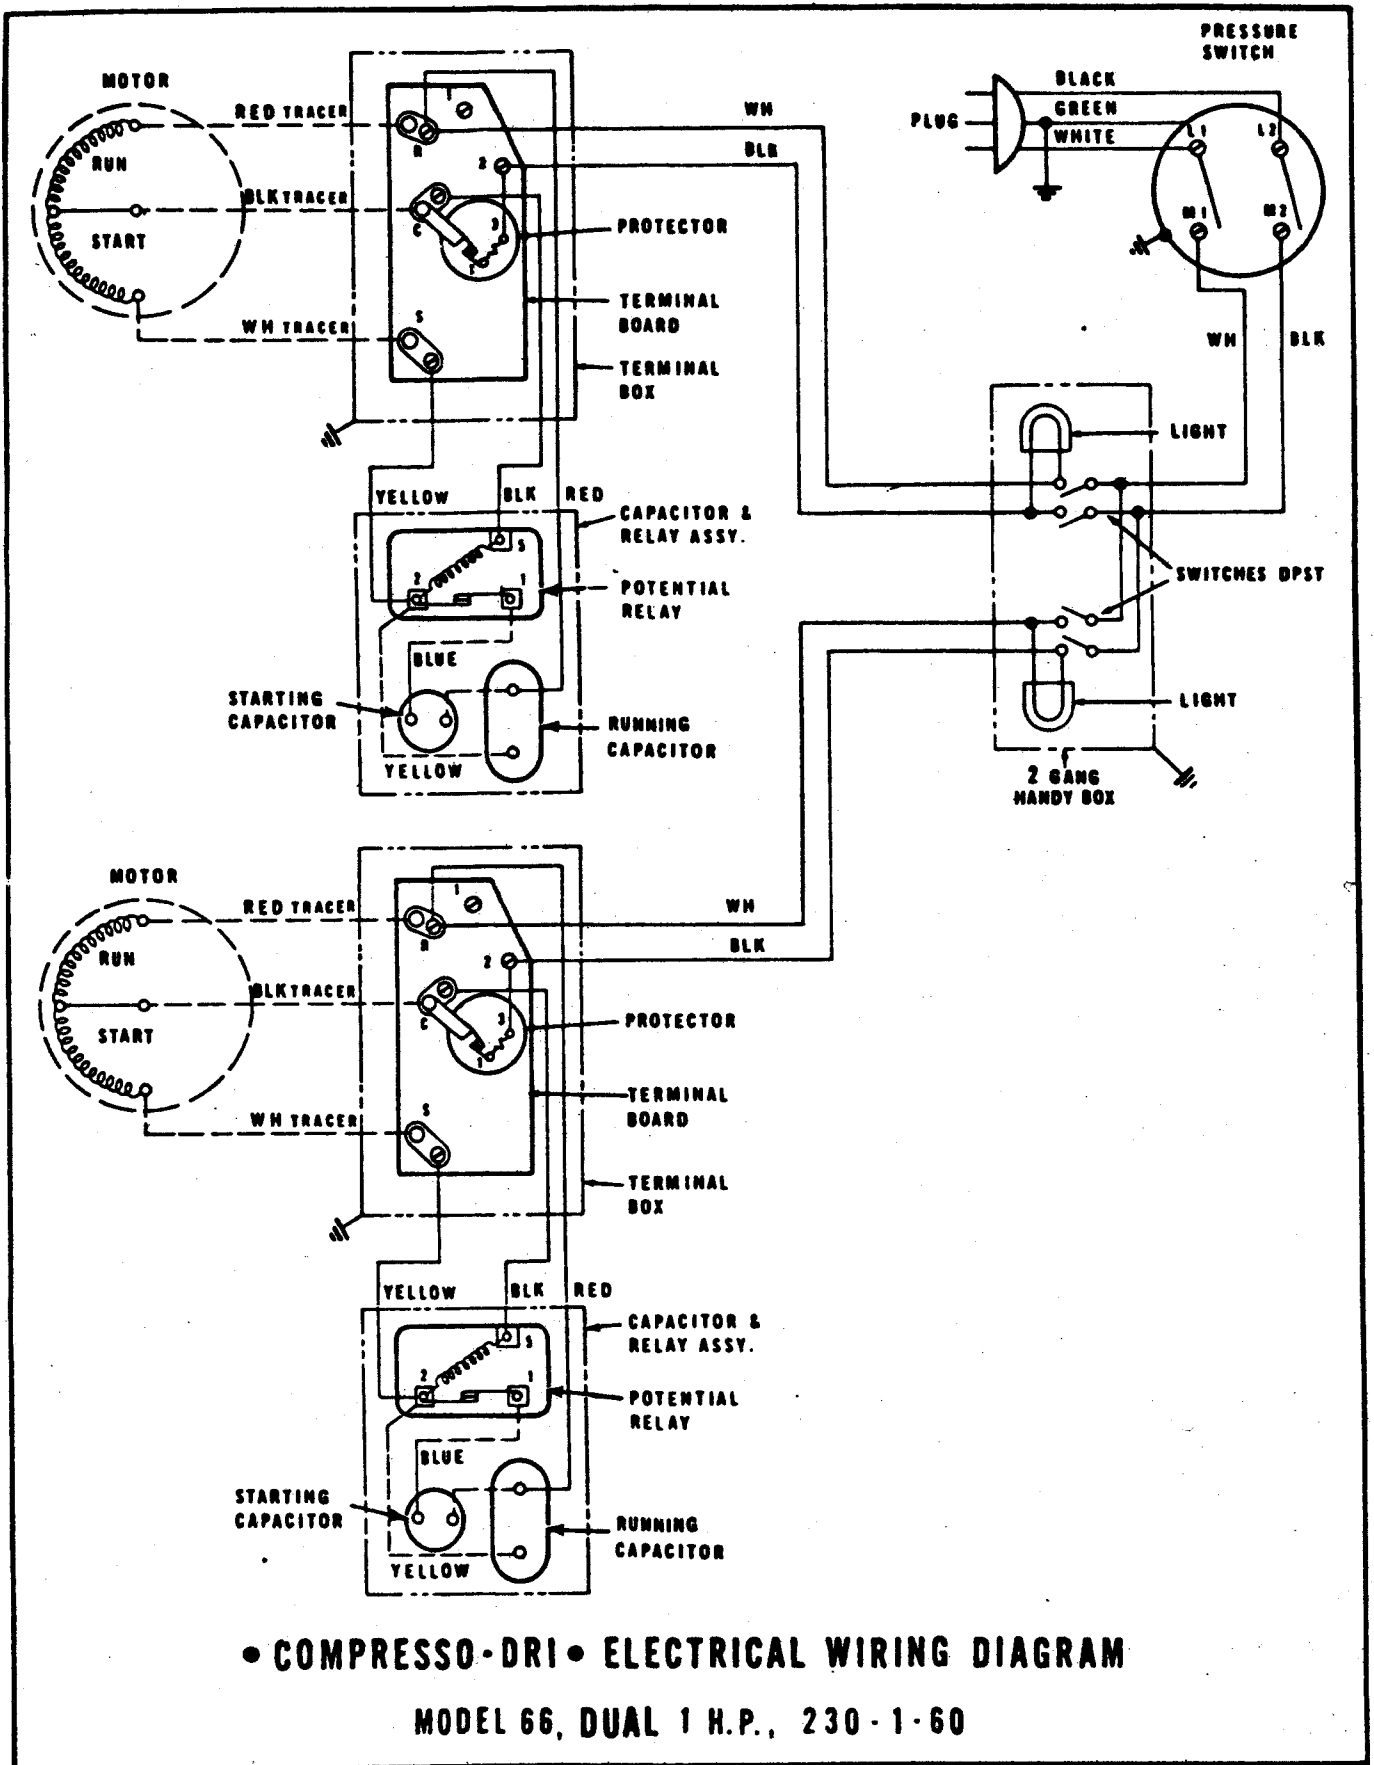 PRESSURE
SWITCH
BLACK
GREEN
WHITE
PLUG
L1
L2
M1
M2
WH
BLK
MOTOR
RED TRACER
RUN
BLK TRACER
START
WH TRACER
1
R
2
C
3
1
S
WH
BLK
PROTECTOR
TERMINAL
BOARD
TERMINAL
BOX
LIGHT
YELLOW
BLK
RED
CAPACITOR &
RELAY ASSY.
5
2
1
POTENTIAL
RELAY
SWITCHES DPST
BLUE
STARTING
CAPACITOR
RUNNING
CAPACITOR
YELLOW
LIGHT
2 GANG
HANDY BOX
MOTOR
RED TRACER
RUN
BLK TRACER
START
WH TRACER
1
R
2
C
3
1
S
WH
BLK
PROTECTOR
TERMINAL
BOARD
TERMINAL
BOX
YELLOW
BLK
RED
CAPACITOR &
RELAY ASSY.
5
2
1
POTENTIAL
RELAY
BLUE
STARTING
CAPACITOR
RUNNING
CAPACITOR
YELLOW
• COMPRESSO-DRI • ELECTRICAL WIRING DIAGRAM
MODEL 66, DUAL 1 H.P., 230-1-60